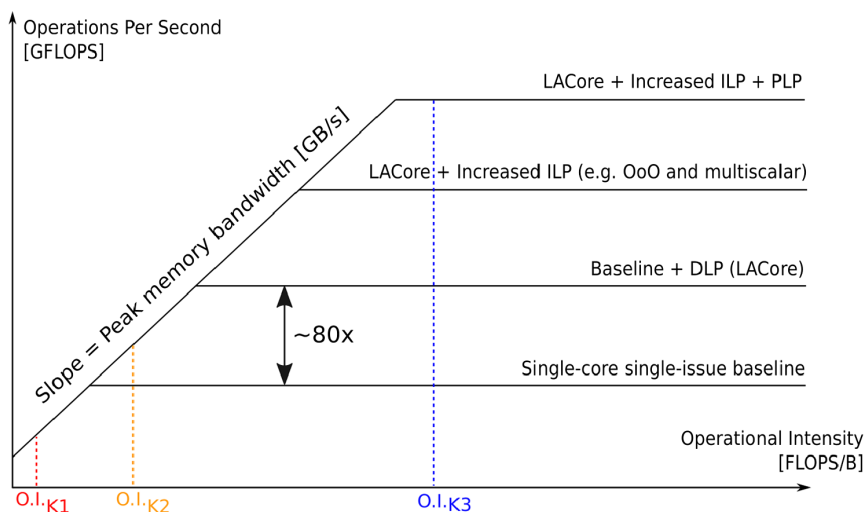 Operations Per Second
[GFLOPS]
LACore + Increased ILP + PLP
Slope = Peak memory bandwidth [GB/s]
LACore + Increased ILP (e.g. OoO and multiscalar)
Baseline + DLP (LACore)
~80x
Single-core single-issue baseline
Operational Intensity
[FLOPS/B]
O.I.K1
O.I.K2
O.I.K3